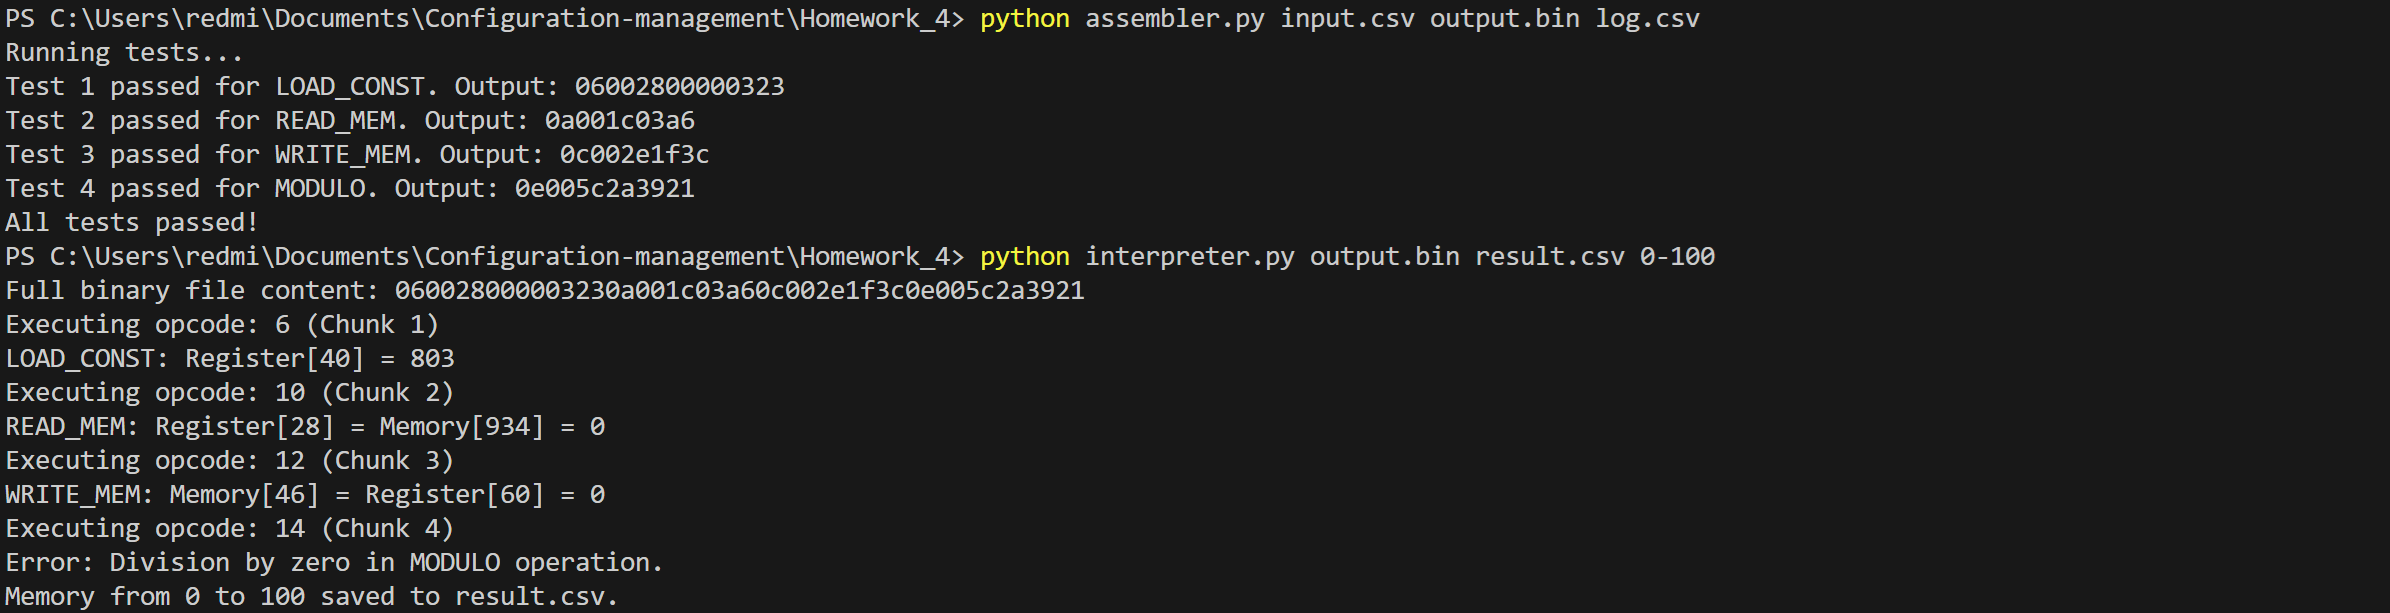 PS C:\Users\redmi\Documents\Configuration-management\Homework_4> python assembler.py input.csv output.bin log.csv
Running tests...
Test 1 passed for LOAD_CONST. Output: 06002800000323
Test 2 passed for READ_MEM. Output: 0a001c03a6
Test 3 passed for WRITE_MEM. Output: 0c002e1f3c
Test 4 passed for MODULO. Output: 0e005c2a3921
All tests passed!
PS C:\Users\redmi\Documents\Configuration-management\Homework_4> python interpreter.py output.bin result.csv 0-100
Full binary file content: 060028000003230a001c03a60c002e1f3c0e005c2a3921
Executing opcode: 6 (Chunk 1)
LOAD_CONST: Register[40] = 803
Executing opcode: 10 (Chunk 2)
READ_MEM: Register[28] = Memory[934] = 0
Executing opcode: 12 (Chunk 3)
WRITE_MEM: Memory[46] = Register[60] = 0
Executing opcode: 14 (Chunk 4)
Error: Division by zero in MODULO operation.
Memory from 0 to 100 saved to result.csv.